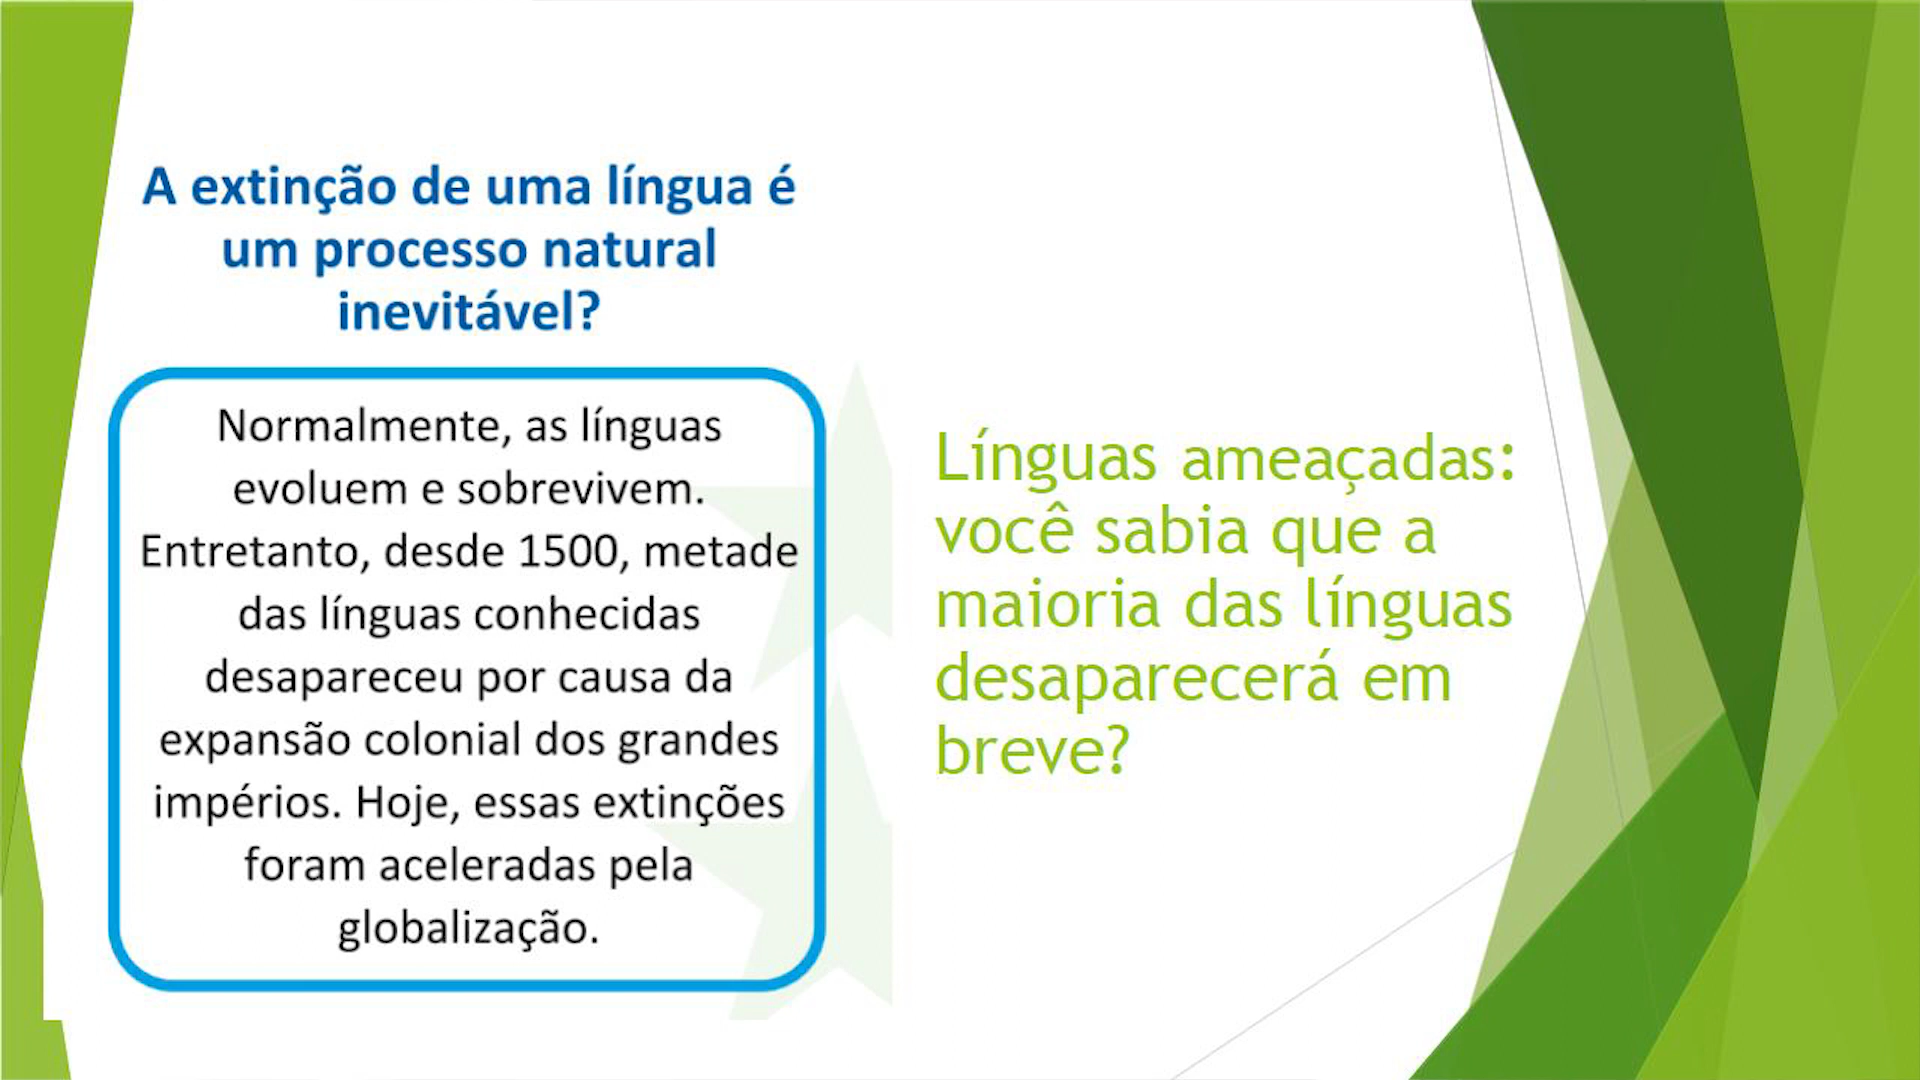 A extinção de uma língua é
um processo natural
inevitável?
Normalmente, as línguas
evoluem e sobrevivem.
Entretanto, desde 1500, metade
das línguas conhecidas
desapareceu por causa da
expansão colonial dos grandes
impérios. Hoje, essas extinções
foram aceleradas pela
globalização.
Línguas ameaçadas:
você sabia que a
maioria das línguas
desaparecerá em
breve?